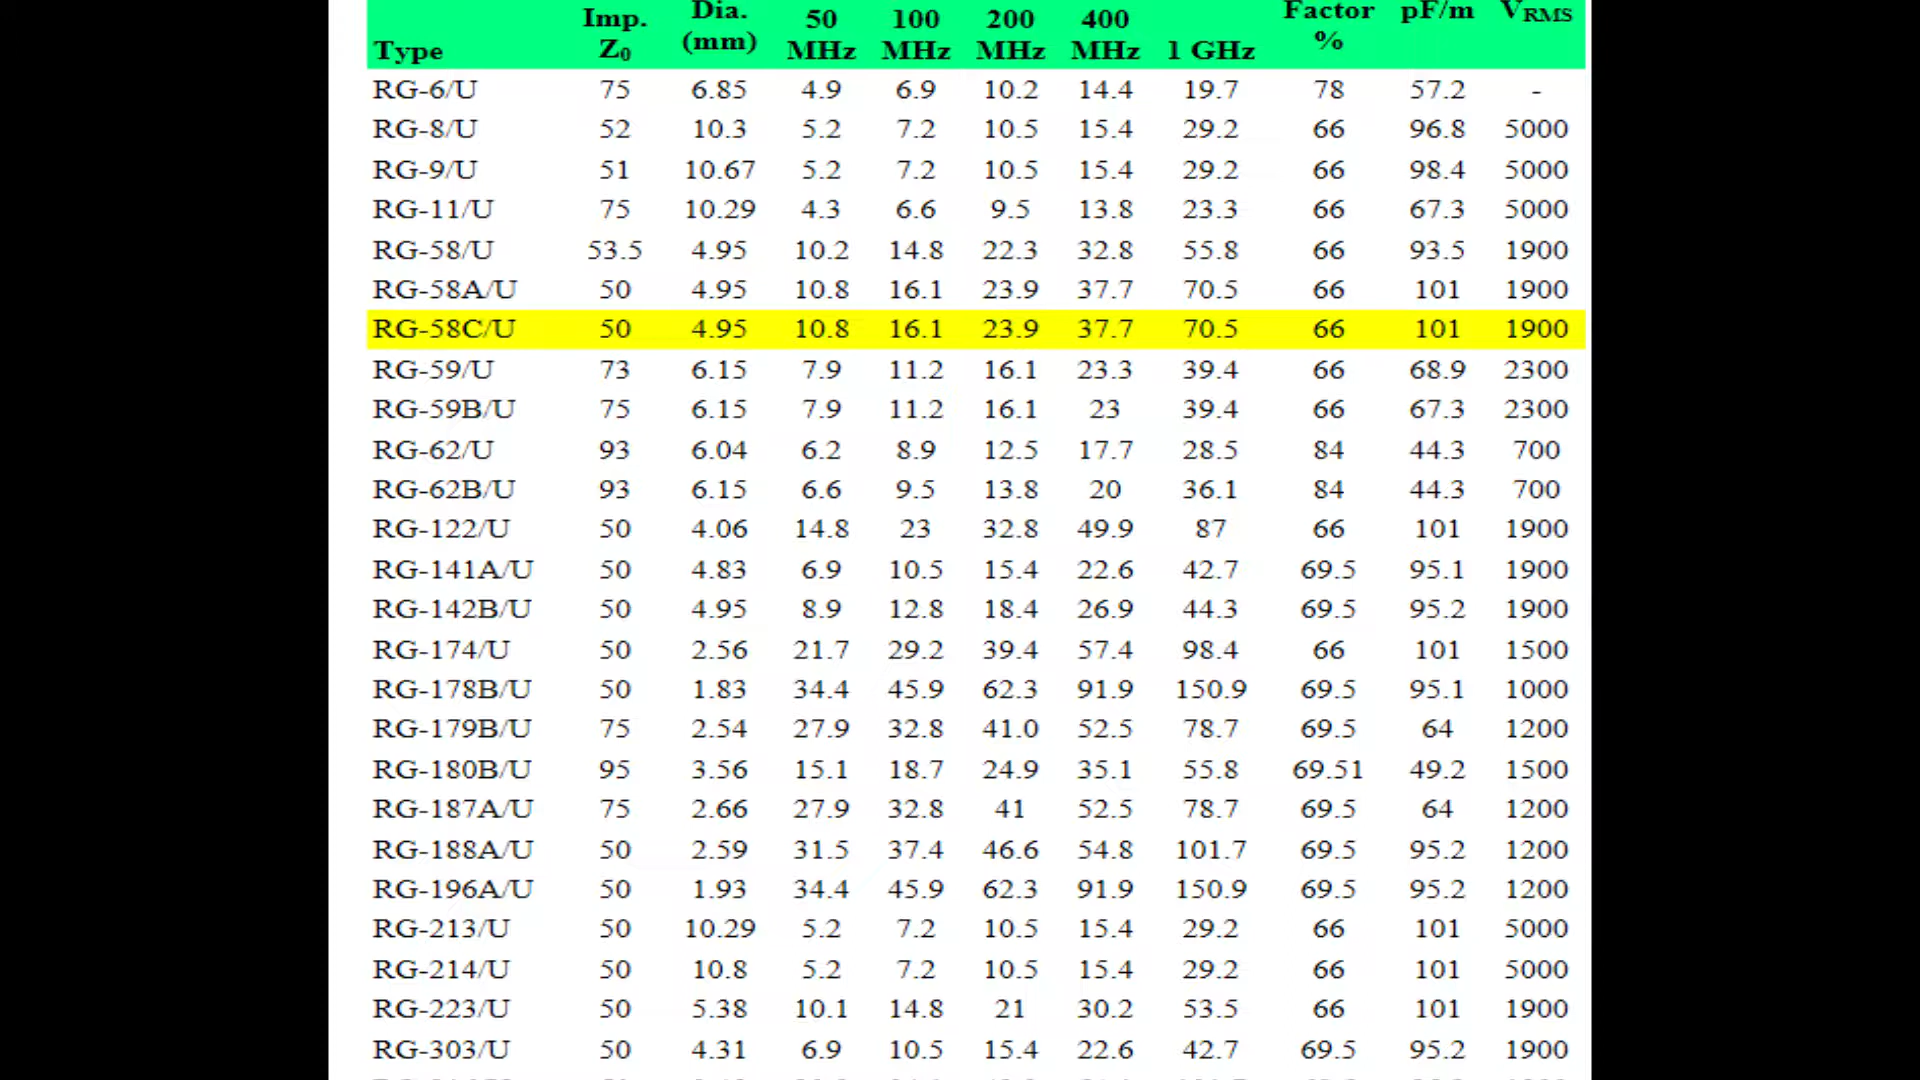 Type Imp. Z0 Dia. (mm) 50 MHz 100 MHz 200 MHz 400 MHz 1 GHz Factor % pF/m VRMS
RG-6/U 75 6.85 4.9 6.9 10.2 14.4 19.7 78 57.2 -
RG-8/U 52 10.3 5.2 7.2 10.5 15.4 29.2 66 96.8 5000
RG-9/U 51 10.67 5.2 7.2 10.5 15.4 29.2 66 98.4 5000
RG-11/U 75 10.29 4.3 6.6 9.5 13.8 23.3 66 67.3 5000
RG-58/U 53.5 4.95 10.2 14.8 22.3 32.8 55.8 66 93.5 1900
RG-58A/U 50 4.95 10.8 16.1 23.9 37.7 70.5 66 101 1900
RG-58C/U 50 4.95 10.8 16.1 23.9 37.7 70.5 66 101 1900
RG-59/U 73 6.15 7.9 11.2 16.1 23.3 39.4 66 68.9 2300
RG-59B/U 75 6.15 7.9 11.2 16.1 23 39.4 66 67.3 2300
RG-62/U 93 6.04 6.2 8.9 12.5 17.7 28.5 84 44.3 700
RG-62B/U 93 6.15 6.6 9.5 13.8 20 36.1 84 44.3 700
RG-122/U 50 4.06 14.8 23 32.8 49.9 87 66 101 1900
RG-141A/U 50 4.83 6.9 10.5 15.4 22.6 42.7 69.5 95.1 1900
RG-142B/U 50 4.95 8.9 12.8 18.4 26.9 44.3 69.5 95.2 1900
RG-174/U 50 2.56 21.7 29.2 39.4 57.4 98.4 66 101 1500
RG-178B/U 50 1.83 34.4 45.9 62.3 91.9 150.9 69.5 95.1 1000
RG-179B/U 75 2.54 27.9 32.8 41.0 52.5 78.7 69.5 64 1200
RG-180B/U 95 3.56 15.1 18.7 24.9 35.1 55.8 69.51 49.2 1500
RG-187A/U 75 2.66 27.9 32.8 41 52.5 78.7 69.5 64 1200
RG-188A/U 50 2.59 31.5 37.4 46.6 54.8 101.7 69.5 95.2 1200
RG-196A/U 50 1.93 34.4 45.9 62.3 91.9 150.9 69.5 95.2 1200
RG-213/U 50 10.29 5.2 7.2 10.5 15.4 29.2 66 101 5000
RG-214/U 50 10.8 5.2 7.2 10.5 15.4 29.2 66 101 5000
RG-223/U 50 5.38 10.1 14.8 21 30.2 53.5 66 101 1900
RG-303/U 50 4.31 6.9 10.5 15.4 22.6 42.7 69.5 95.2 1900